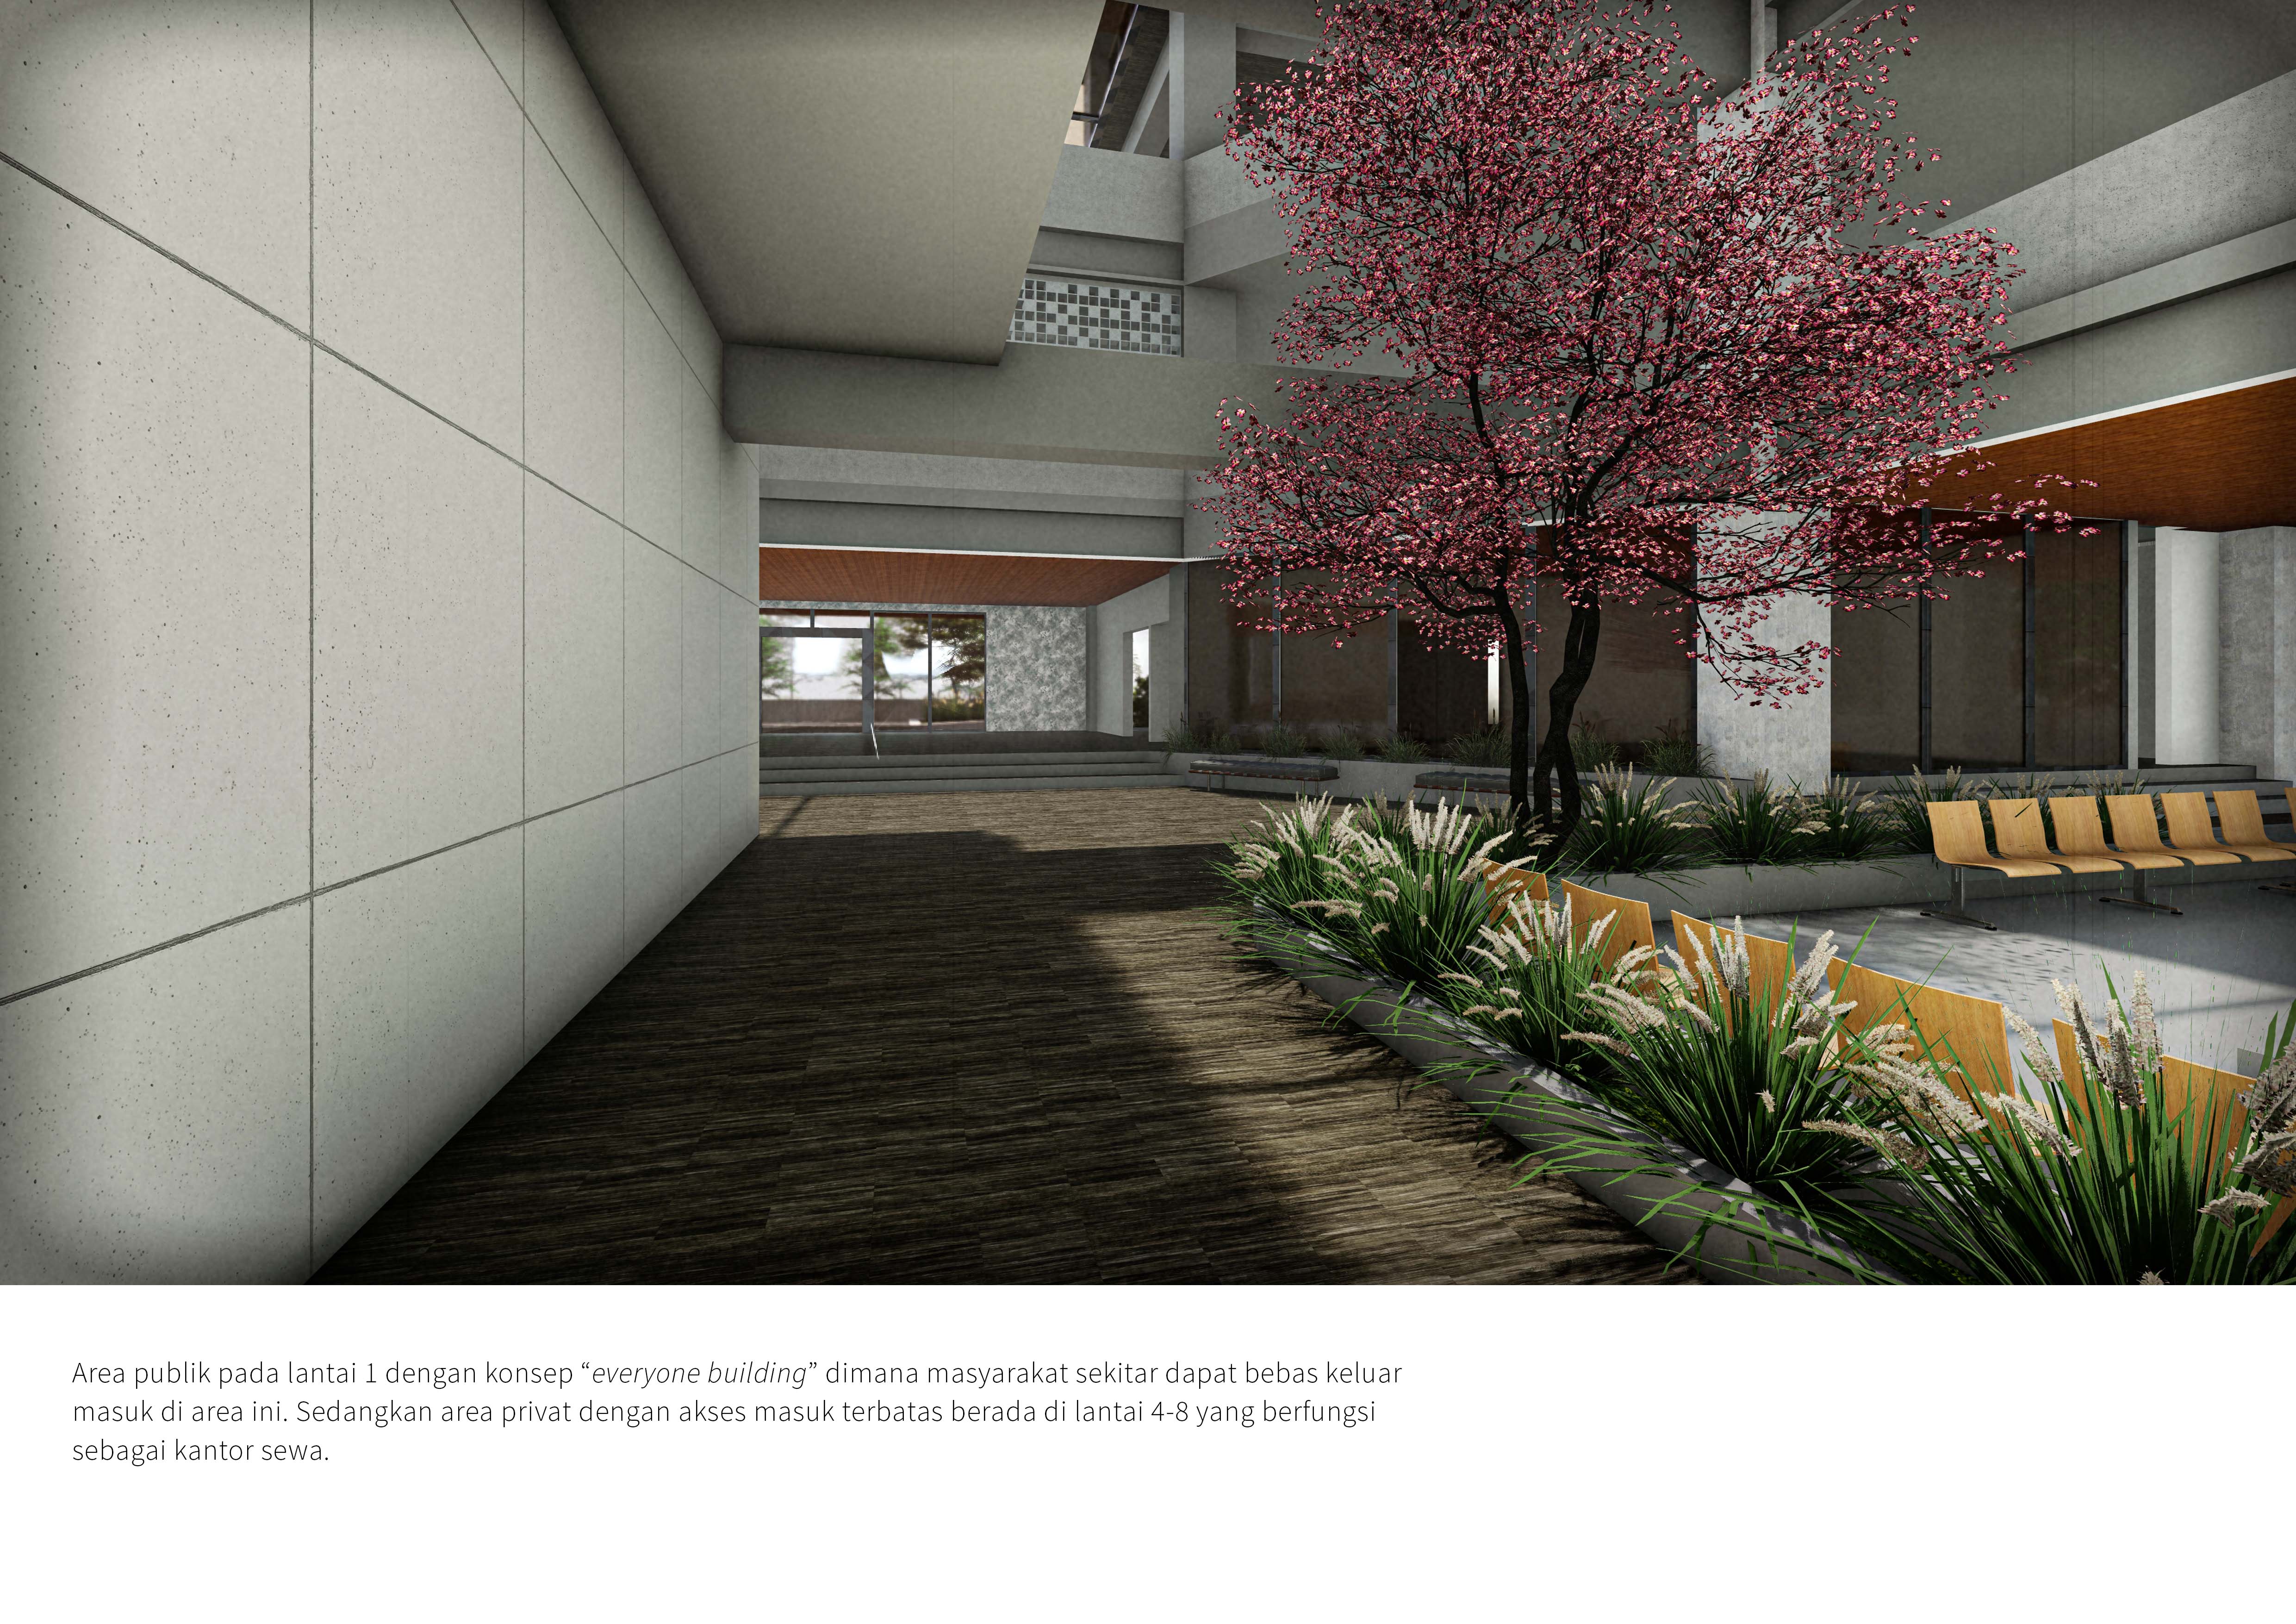 Area publik pada lantai 1 dengan konsep “everyone building” dimana masyarakat sekitar dapat bebas keluar
masuk di area ini. Sedangkan area privat dengan akses masuk terbatas berada di lantai 4-8 yang berfungsi
sebagai kantor sewa.